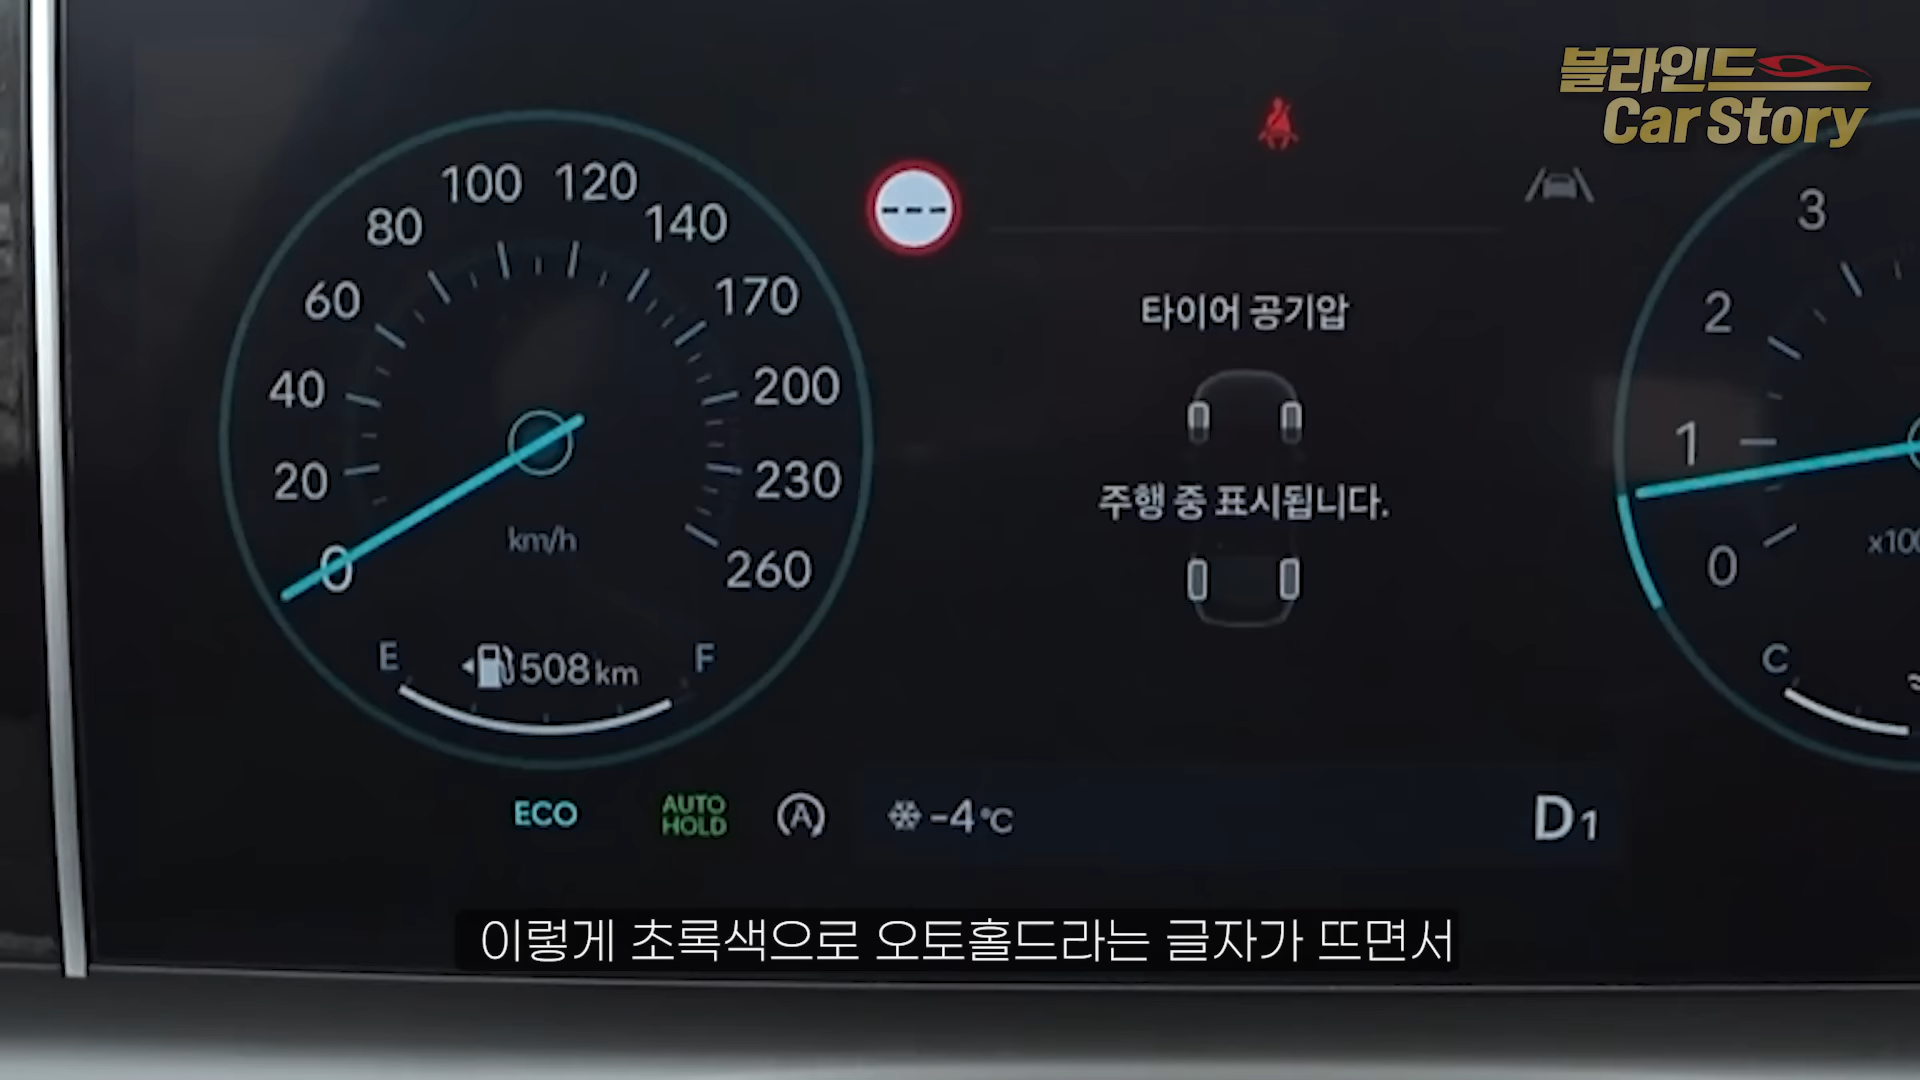 블라인드
Car Story
100 120
80 140
60 170
40 200
20 230
0 260
km/h
E 508 km F
3
2
1
0
C
타이어 공기압
주행 중 표시됩니다.
ECO
AUTO
HOLD
A
-4°C
D1
이렇게 초록색으로 오토홀드라는 글자가 뜨면서